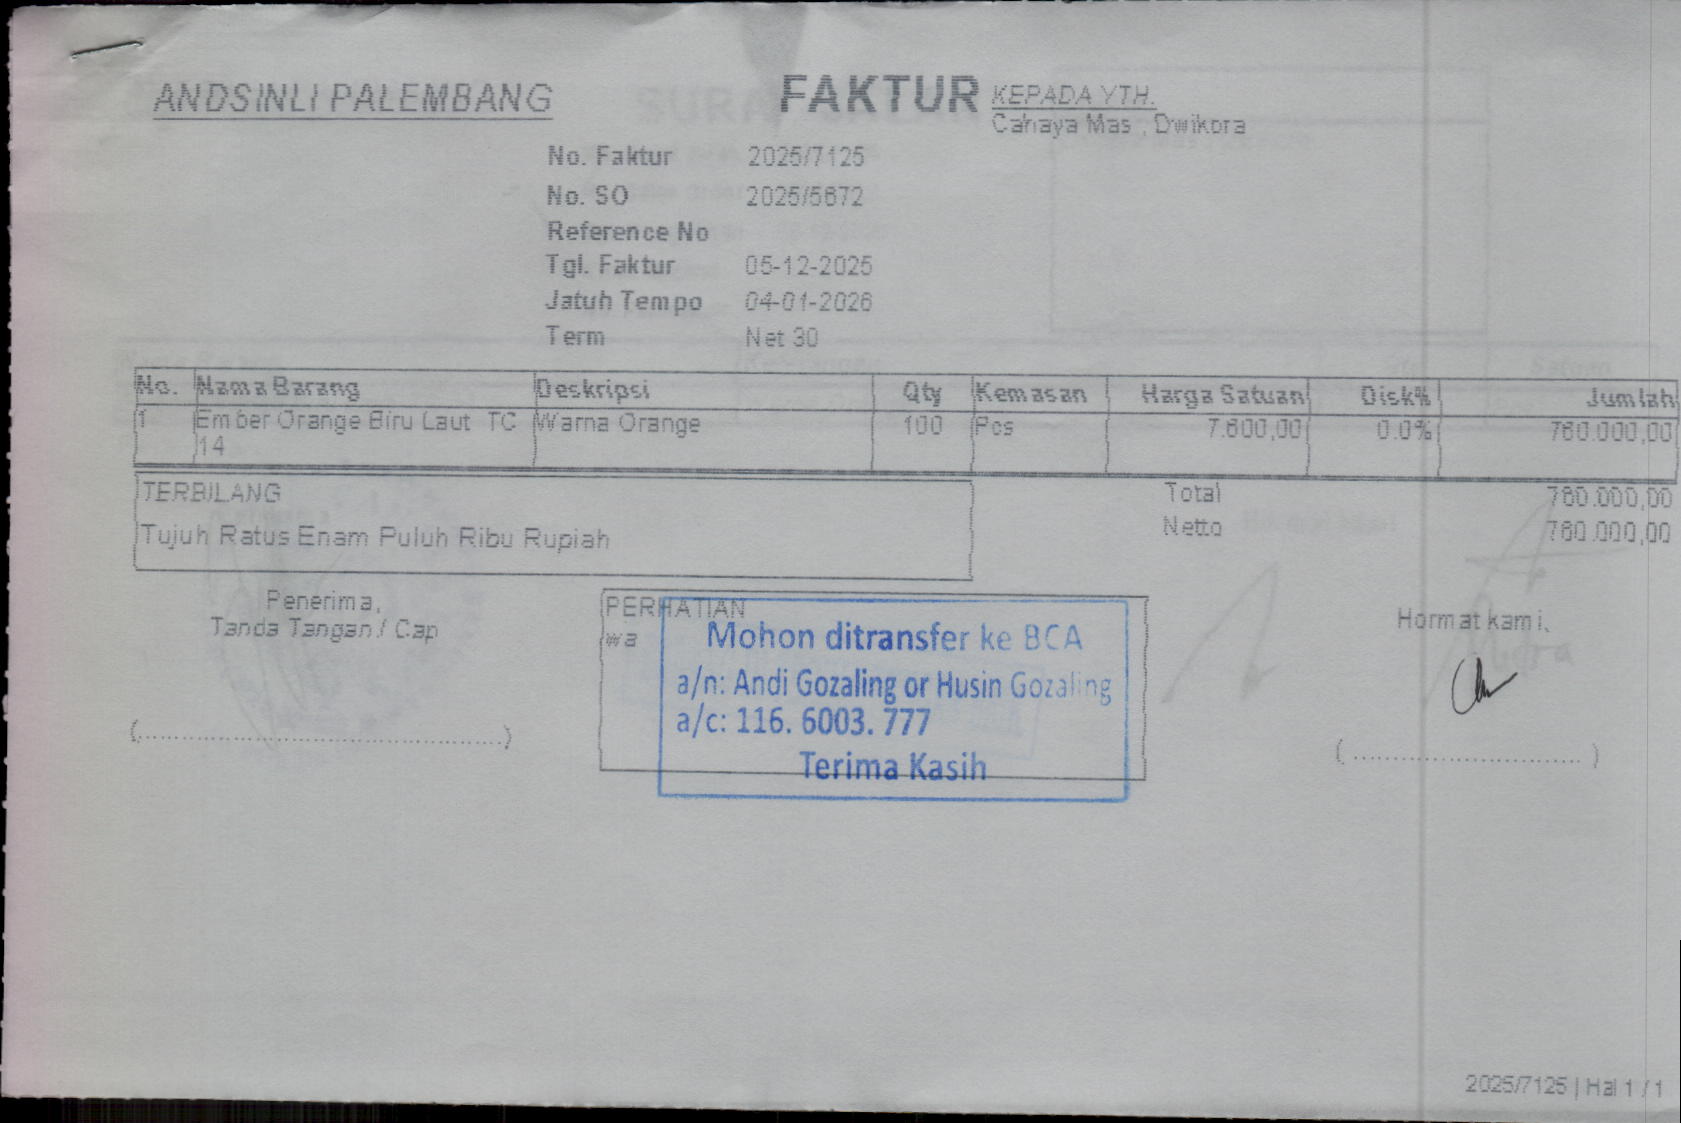 ANDSINLI PALEMBANG
FAKTUR
KEPADA YTH.
Cahaya Mas , Dwikora
No. Faktur 2025/7125
No. SO 2025/5672
Reference No
Tgl. Faktur 05-12-2025
Jatuh Tempo 04-01-2026
Term Net 30
No. Nama Barang Deskripsi Qty Kemasan Harga Satuan Disk% Jumlah
1 Ember Orange Biru Laut TC Warna Orange 100 Pcs 7.600,00 0.0% 760.000,00
14
TERBILANG
Tujuh Ratus Enam Puluh Ribu Rupiah
Total 760.000,00
Netto 760.000,00
Penerima,
Tanda Tangan / Cap
(........................................................)
PERHATIAN
wa
Mohon ditransfer ke BCA
a/n: Andi Gozaling or Husin Gozaling
a/c: 116. 6003. 777
Terima Kasih
Hormat kami,
( ................................... )
2025/7125 | Hal 1 / 1